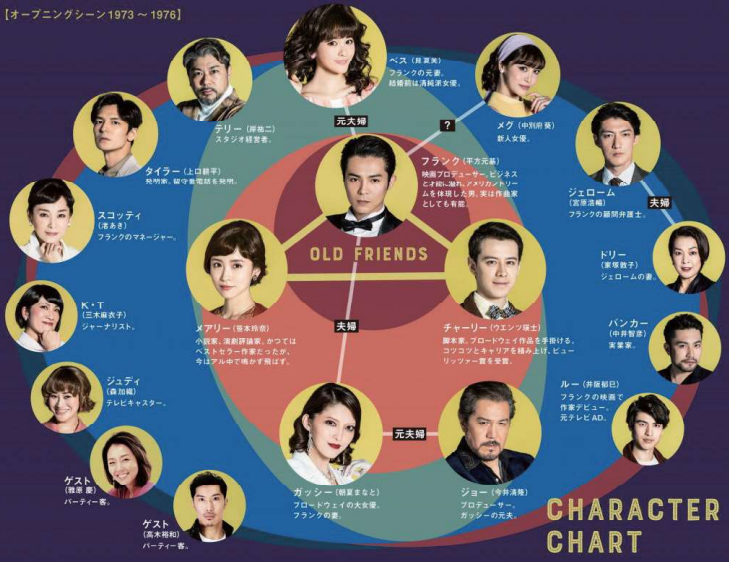 【オープニングシーン1973〜1976】
ベス(昆夏美)
フランクの元妻。
結婚前は清純派女優。
元夫婦
?
メグ(中別府葵)
新人女優。
テリー(岸祐二)
スタジオ経営者。
タイラー(上口耕平)
発明家。留守番電話を発明。
フランク(平方元基)
映画プロデューサー。ビジネス
と才能に溢れ、アメリカンドリー
ムを体現した男。実は作曲家
としても有能。
ジェローム
(宮原浩暢)
フランクの顧問弁護士。
夫婦
スコッティ
(渚あき)
フランクのマネージャー。
OLD FRIENDS
ドリー
(家塚敦子)
ジェロームの妻。
K・T
(三木麻衣子)
ジャーナリスト。
メアリー(笹本玲奈)
小説家、演劇評論家。かつては
ベストセラー作家だったが、
今はアル中で鳴かず飛ばず。
夫婦
チャーリー(ウエンツ瑛士)
脚本家。ブロードウェイ作品を手掛ける。
コツコツとキャリアを積み上げ、ピュー
リッツァー賞を受賞。
バンカー
(中井智彦)
実業家。
ジュディ
(森加織)
テレビキャスター。
ルー(井阪郁巳)
フランクの映画で
作家デビュー。
元テレビAD。
元夫婦
ゲスト
(雅原慶)
パーティー客。
ゲスト
(高木裕和)
パーティー客。
ガッシー(朝夏まなと)
ブロードウェイの大女優。
フランクの妻。
ジョー(今井清隆)
プロデューサー。
ガッシーの元夫。
CHARACTER
CHART